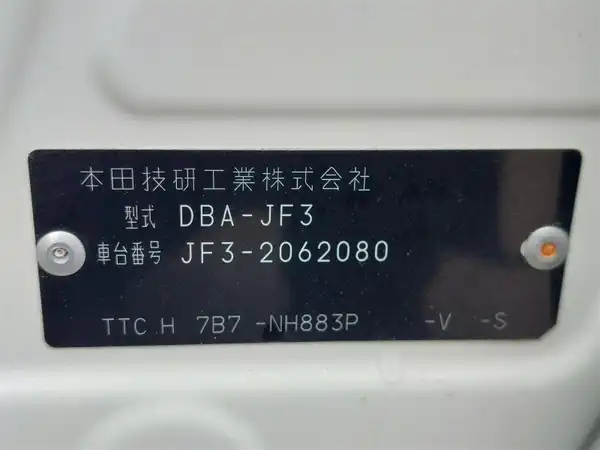 本田技研工業株式会社
型式 DBA-JF3
車台番号 JF3-2062080
TTC H 7B7 -NH883P -V -S